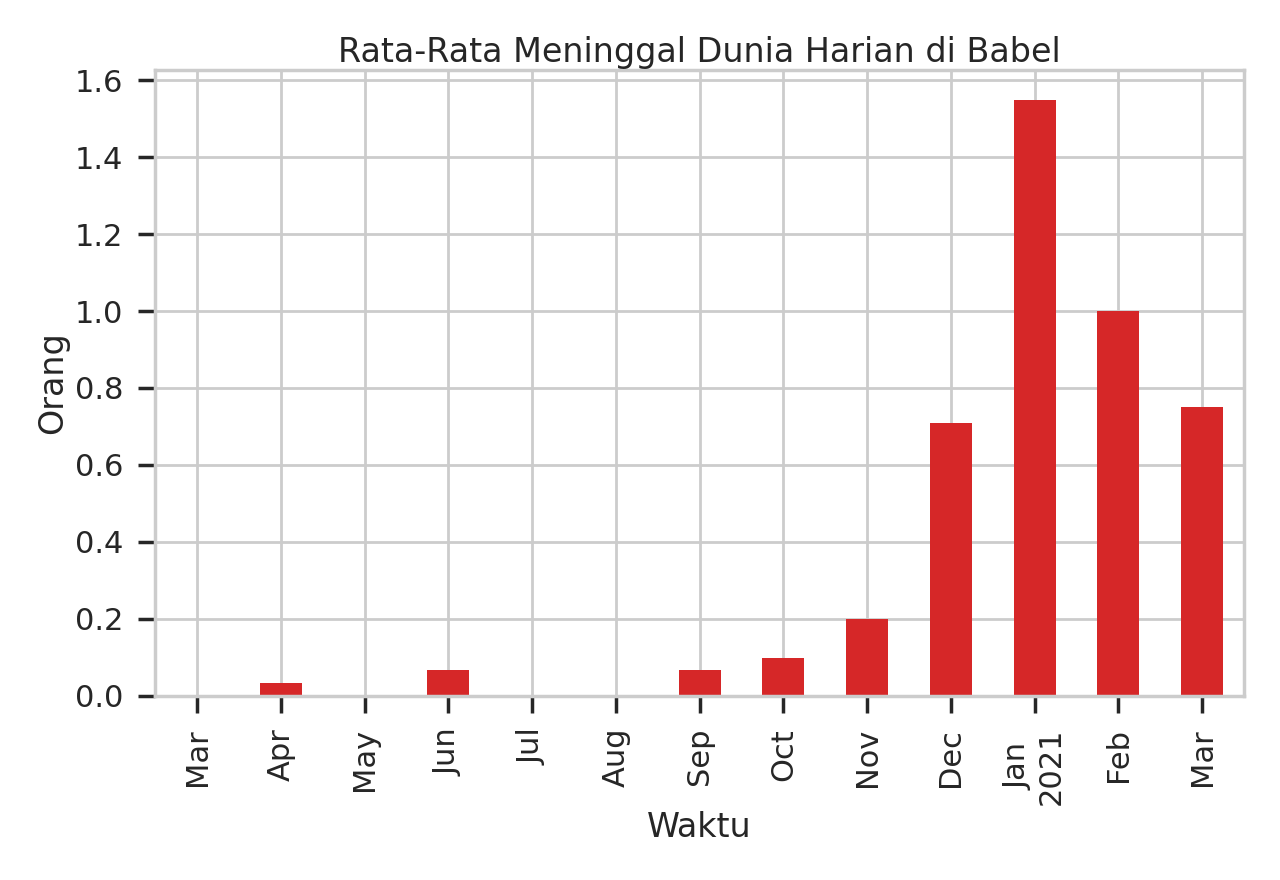 Rata-Rata Meninggal Dunia Harian di Babel
1.6
1.4
1.2
1.0
0.8
0.6
0.4
0.2
0.0
Orang
Mar
Apr
May
Jun
Jul
Aug
Sep
Oct
Nov
Dec
Jan
2021
Feb
Mar
Waktu